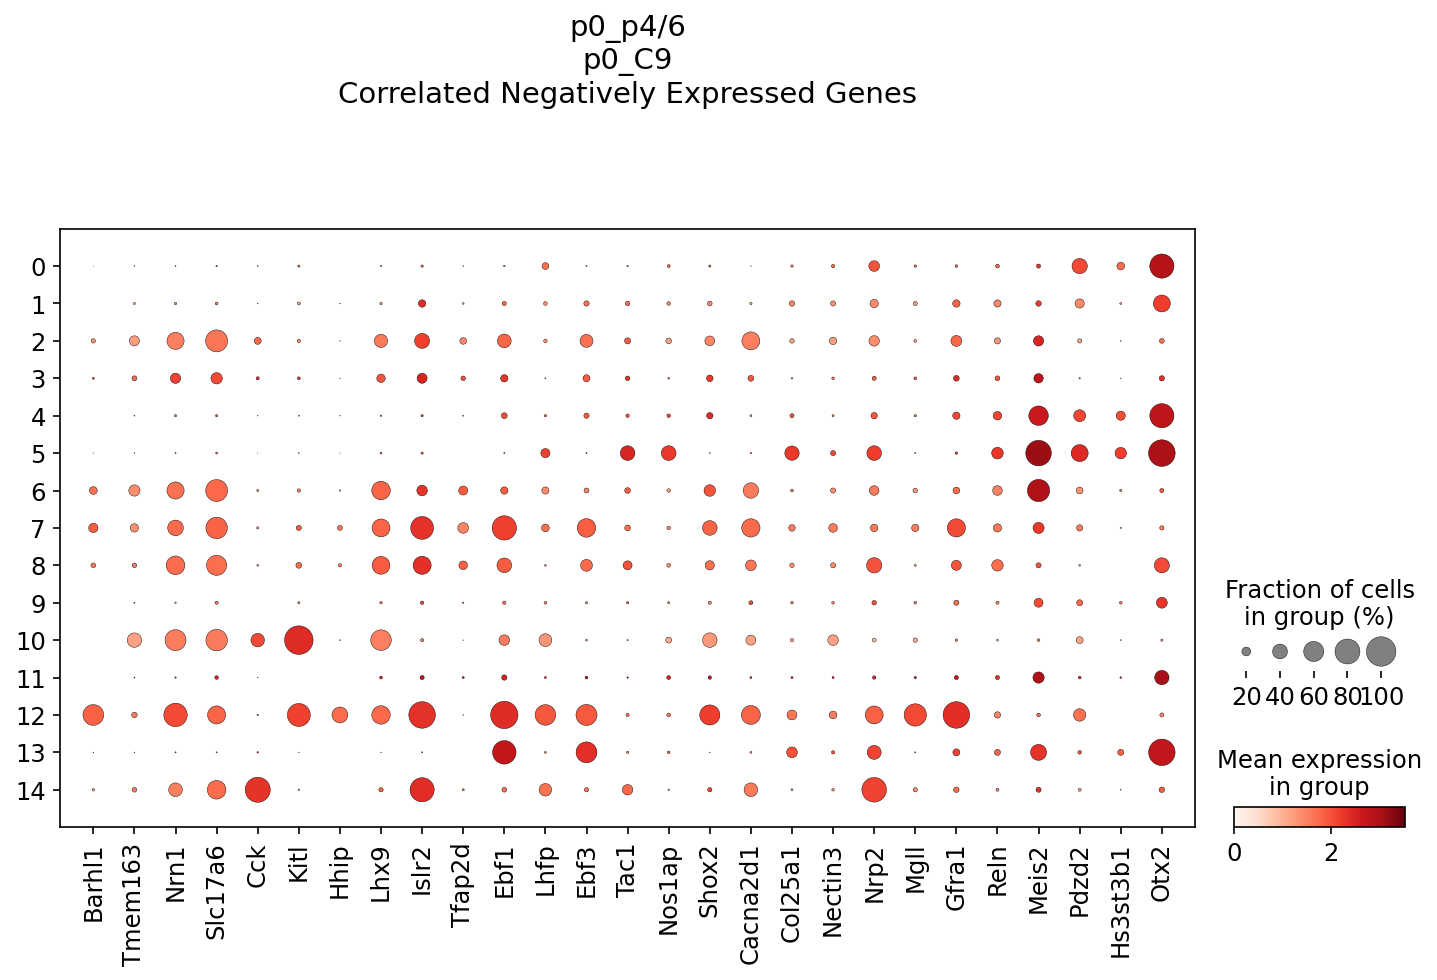 p0_p4/6
p0_C9
Correlated Negatively Expressed Genes
0
1
2
3
4
5
6
7
8
9
10
11
12
13
14
Barhl1
Tmem163
Nrn1
Slc17a6
Cck
Kitl
Hhip
Lhx9
Islr2
Tfap2d
Ebf1
Lhfp
Ebf3
Tac1
Nos1ap
Shox2
Cacna2d1
Col25a1
Nectin3
Nrp2
Mgll
Gfra1
Reln
Meis2
Pdzd2
Hs3st3b1
Otx2
Fraction of cells
in group (%)
20 40 60 80 100
Mean expression
in group
0 2